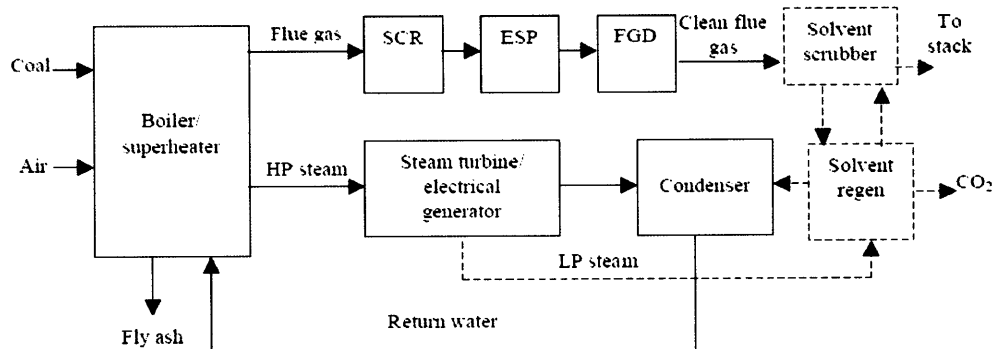 Coal
Air
Boiler/
superheater
Flue gas
SCR
ESP
FGD
Clean flue
gas
Solvent
scrubber
To
stack
HP steam
Steam turbine/
electrical
generator
Condenser
Solvent
regen
CO₂
LP steam
Fly ash
Return water